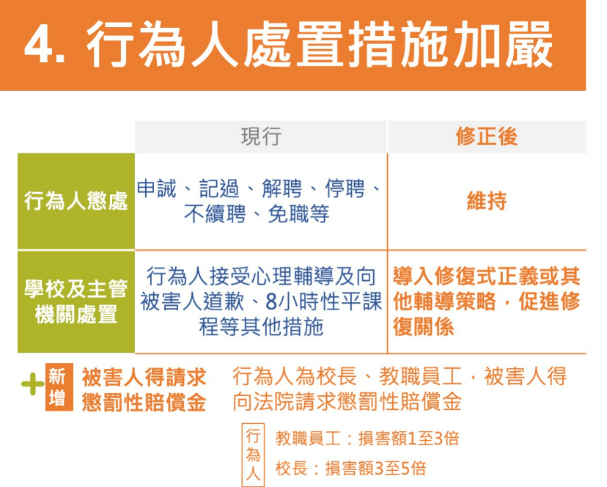 4. 行為人處置措施加嚴
現行
修正後
行為人懲處
申誡、記過、解聘、停聘、
不續聘、免職等
維持
學校及主管
機關處置
行為人接受心理輔導及向
被害人道歉、8小時性平課
程等其他措施
導入修復式正義或其
他輔導策略，促進修
復關係
+
新增
被害人得請求
懲罰性賠償金
行為人為校長、教職員工，被害人得
向法院請求懲罰性賠償金
行為人
教職員工：損害額1至3倍
校長：損害額3至5倍